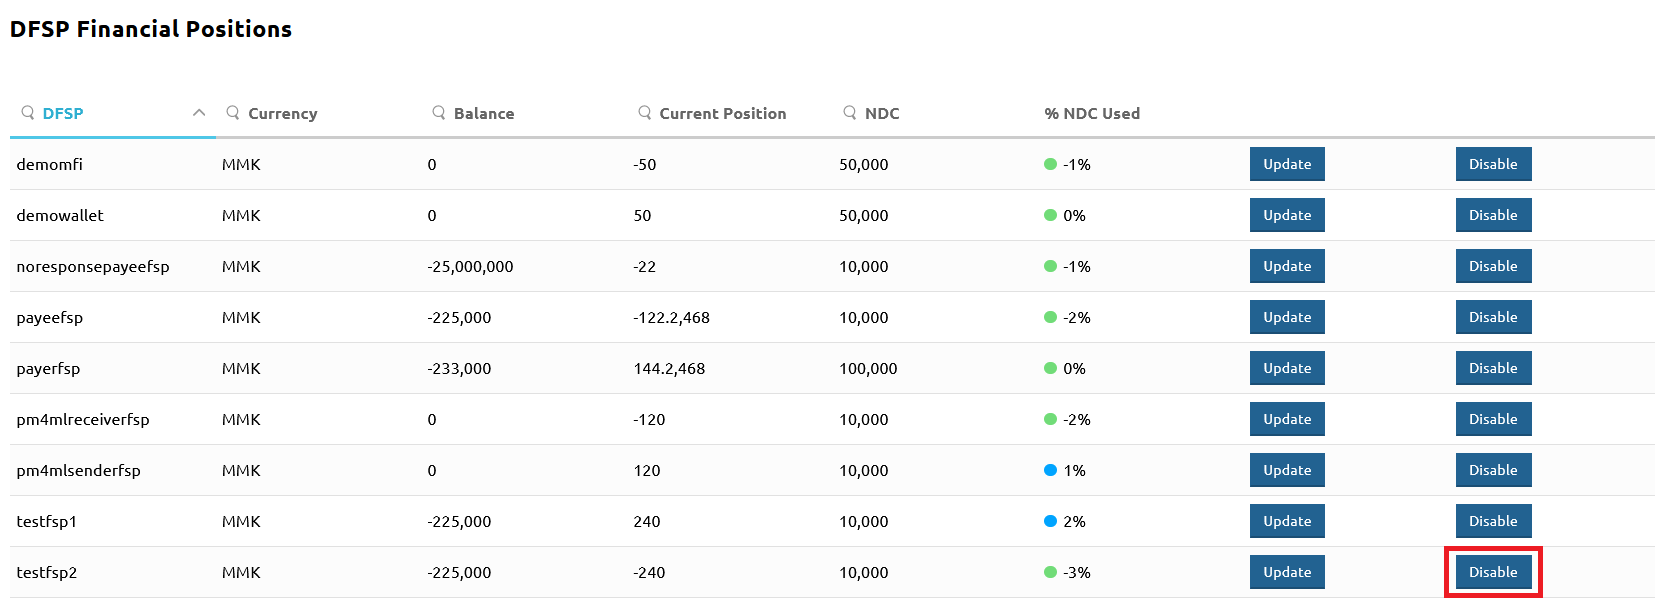 DFSP Financial Positions
DFSP Currency Balance Current Position NDC % NDC Used
demomfi MMK 0 -50 50,000 -1% Update Disable
demowallet MMK 0 50 50,000 0% Update Disable
noresponsepayeefsp MMK -25,000,000 -22 10,000 -1% Update Disable
payeefsp MMK -225,000 -122.2,468 10,000 -2% Update Disable
payerfsp MMK -233,000 144.2,468 100,000 0% Update Disable
pm4mlreceiverfsp MMK 0 -120 10,000 -2% Update Disable
pm4mlsenderfsp MMK 0 120 10,000 1% Update Disable
testfsp1 MMK -225,000 240 10,000 2% Update Disable
testfsp2 MMK -225,000 -240 10,000 -3% Update Disable